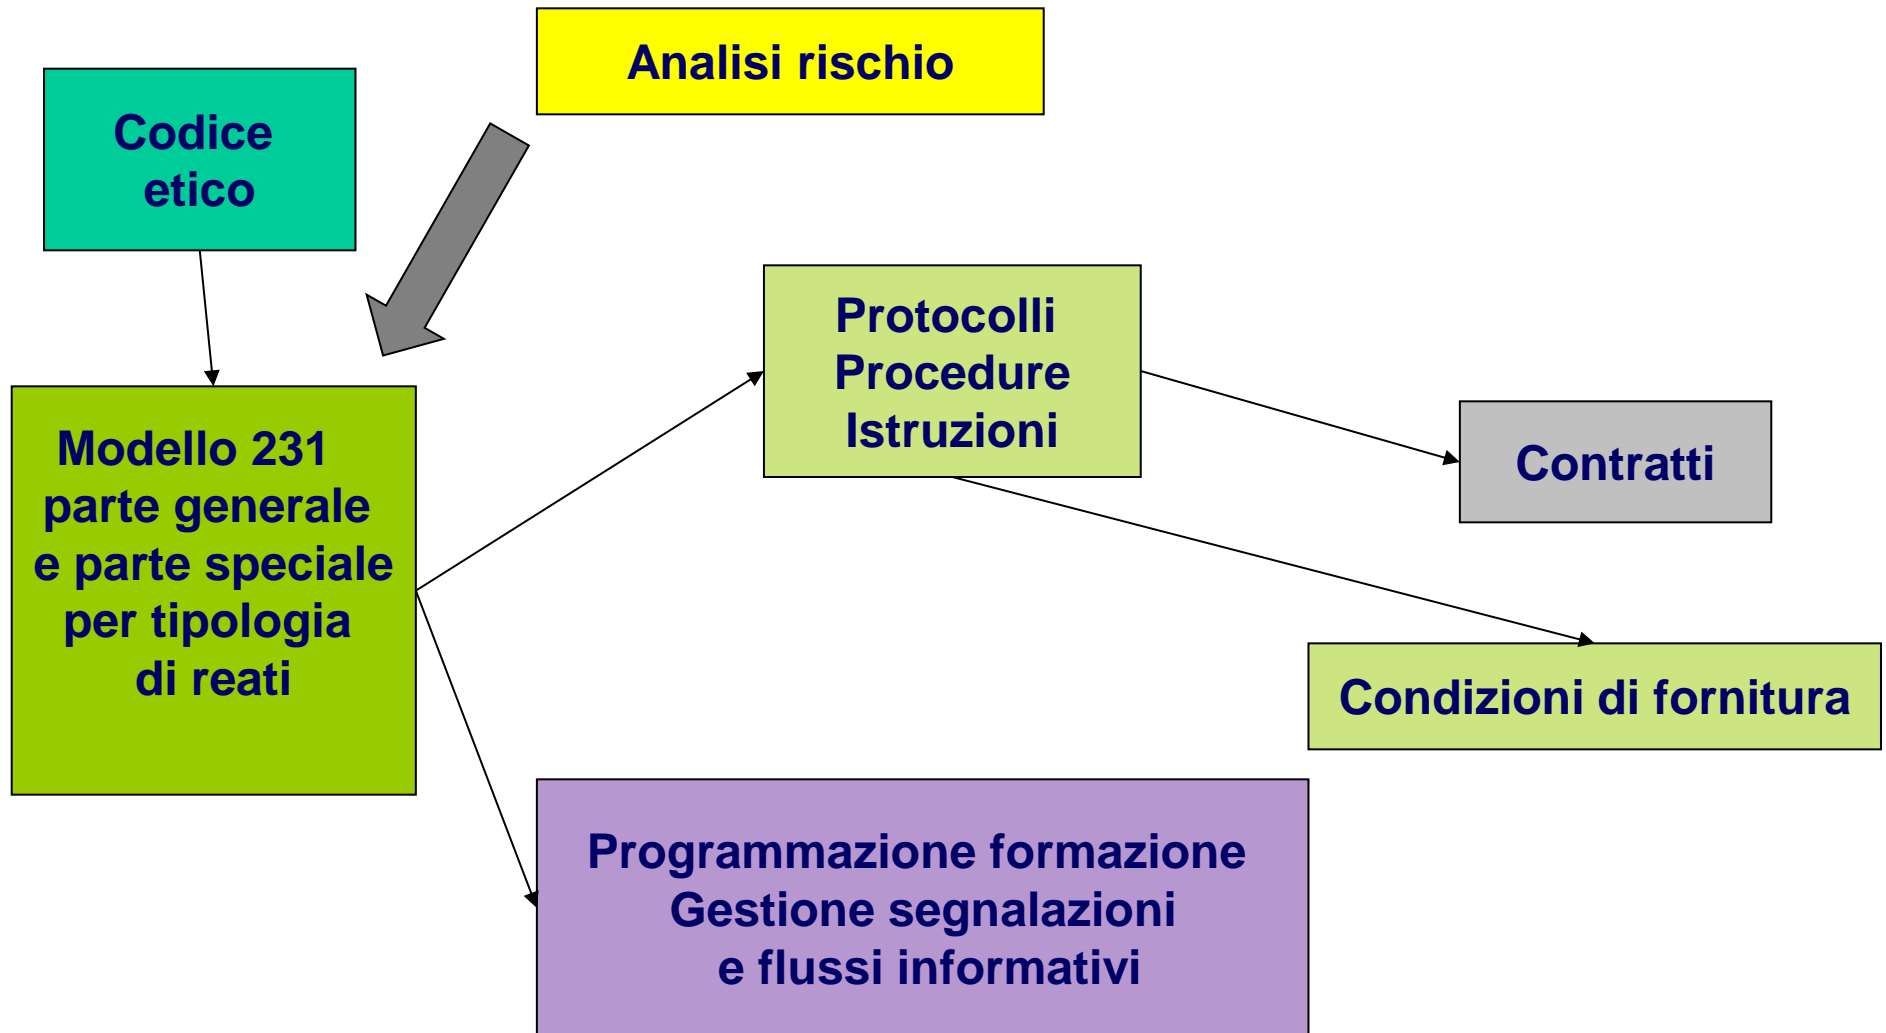 Analisi rischio
Codice
etico
Protocolli
Procedure
Istruzioni
Contratti
Modello 231
parte generale
e parte speciale
per tipologia
di reati
Condizioni di fornitura
Programmazione formazione
Gestione segnalazioni
e flussi informativi